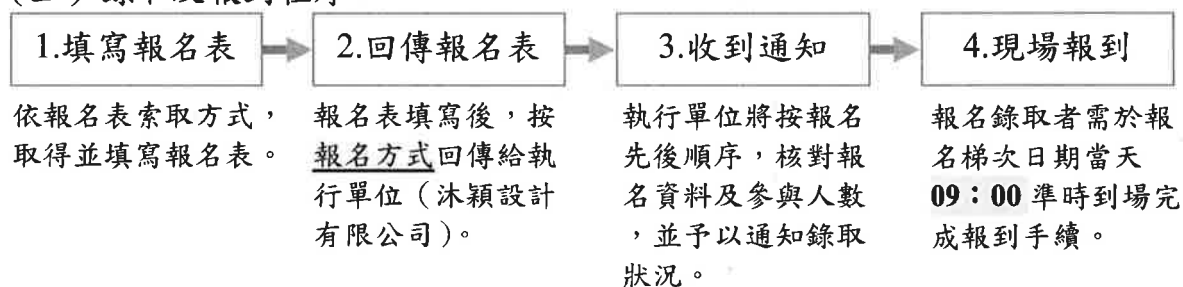 1.填寫報名表
2.回傳報名表
3.收到通知
4.現場報到
依報名表索取方式，
取得並填寫報名表。
報名表填寫後，按
報名方式回傳給執
行單位（沐穎設計
有限公司）。
執行單位將按報名
先後順序，核對報
名資料及參與人數
，並予以通知錄取
狀況。
報名錄取者需於報
名梯次日期當天
09：00 準時到場完
成報到手續。